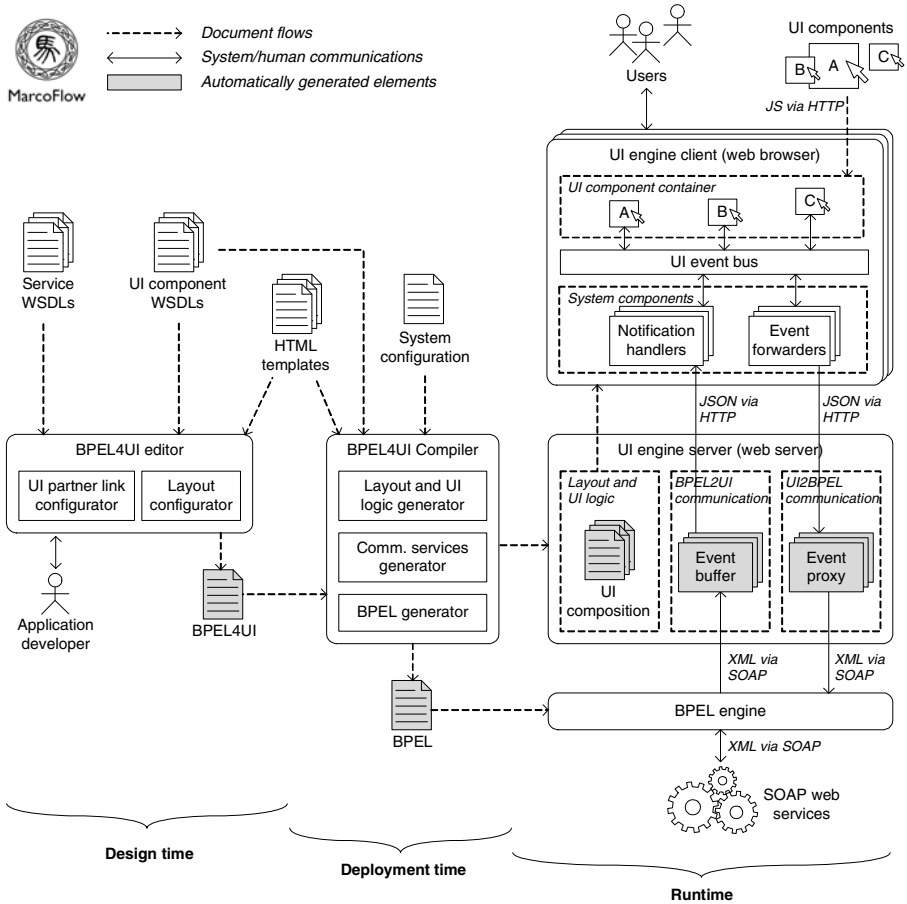 馬
MarcoFlow
Document flows
System/human communications
Automatically generated elements
Users
UI components
B
A
C
JS via HTTP
UI engine client (web browser)
UI component container
A
B
C
UI event bus
System components
Notification
handlers
Event
forwarders
Service
WSDLs
UI component
WSDLs
HTML
templates
System
configuration
JSON via
HTTP
JSON via
HTTP
BPEL4UI editor
UI partner link
configurator
Layout
configurator
BPEL4UI Compiler
Layout and UI
logic generator
Comm. services
generator
BPEL generator
UI engine server (web server)
Layout and
UI logic
BPEL2UI
communication
UI2BPEL
communication
UI
composition
Event
buffer
Event
proxy
Application
developer
BPEL4UI
XML via
SOAP
XML via
SOAP
BPEL
BPEL engine
XML via SOAP
SOAP web
services
Design time
Deployment time
Runtime